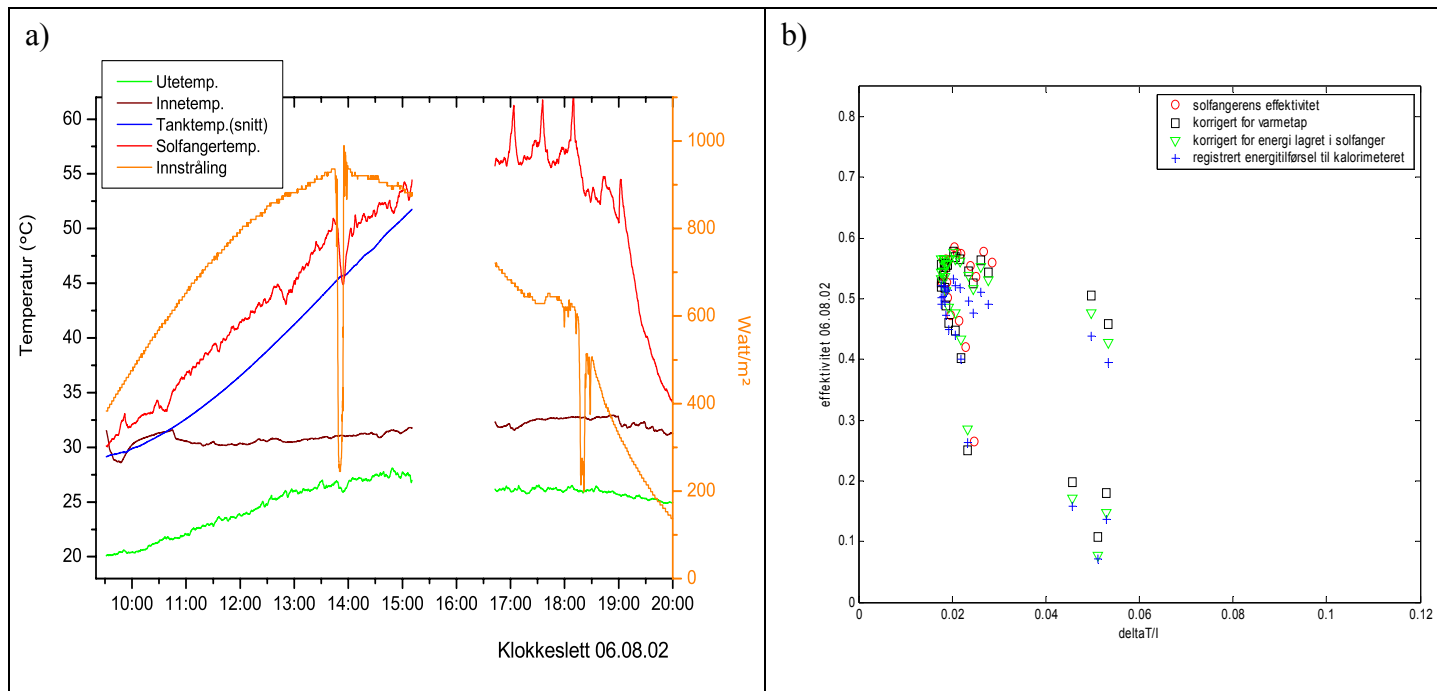 a)
Utetemp.
Innetemp.
Tanktemp.(snitt)
Solfangertemp.
Innstråling
60
55
50
45
40
35
30
25
20
Temperatur (°C)
1000
800
600
400
200
0
Watt/m²
10:00 11:00 12:00 13:00 14:00 15:00 16:00 17:00 18:00 19:00 20:00
Klokkeslett 06.08.02
b)
solfangerens effektivitet
korrigert for varmetap
korrigert for energi lagret i solfanger
registrert energitilførsel til kalorimeteret
0.8
0.7
0.6
0.5
0.4
0.3
0.2
0.1
0
effektivitet 06.08.02
0 0.02 0.04 0.06 0.08 0.1 0.12
deltaT/I